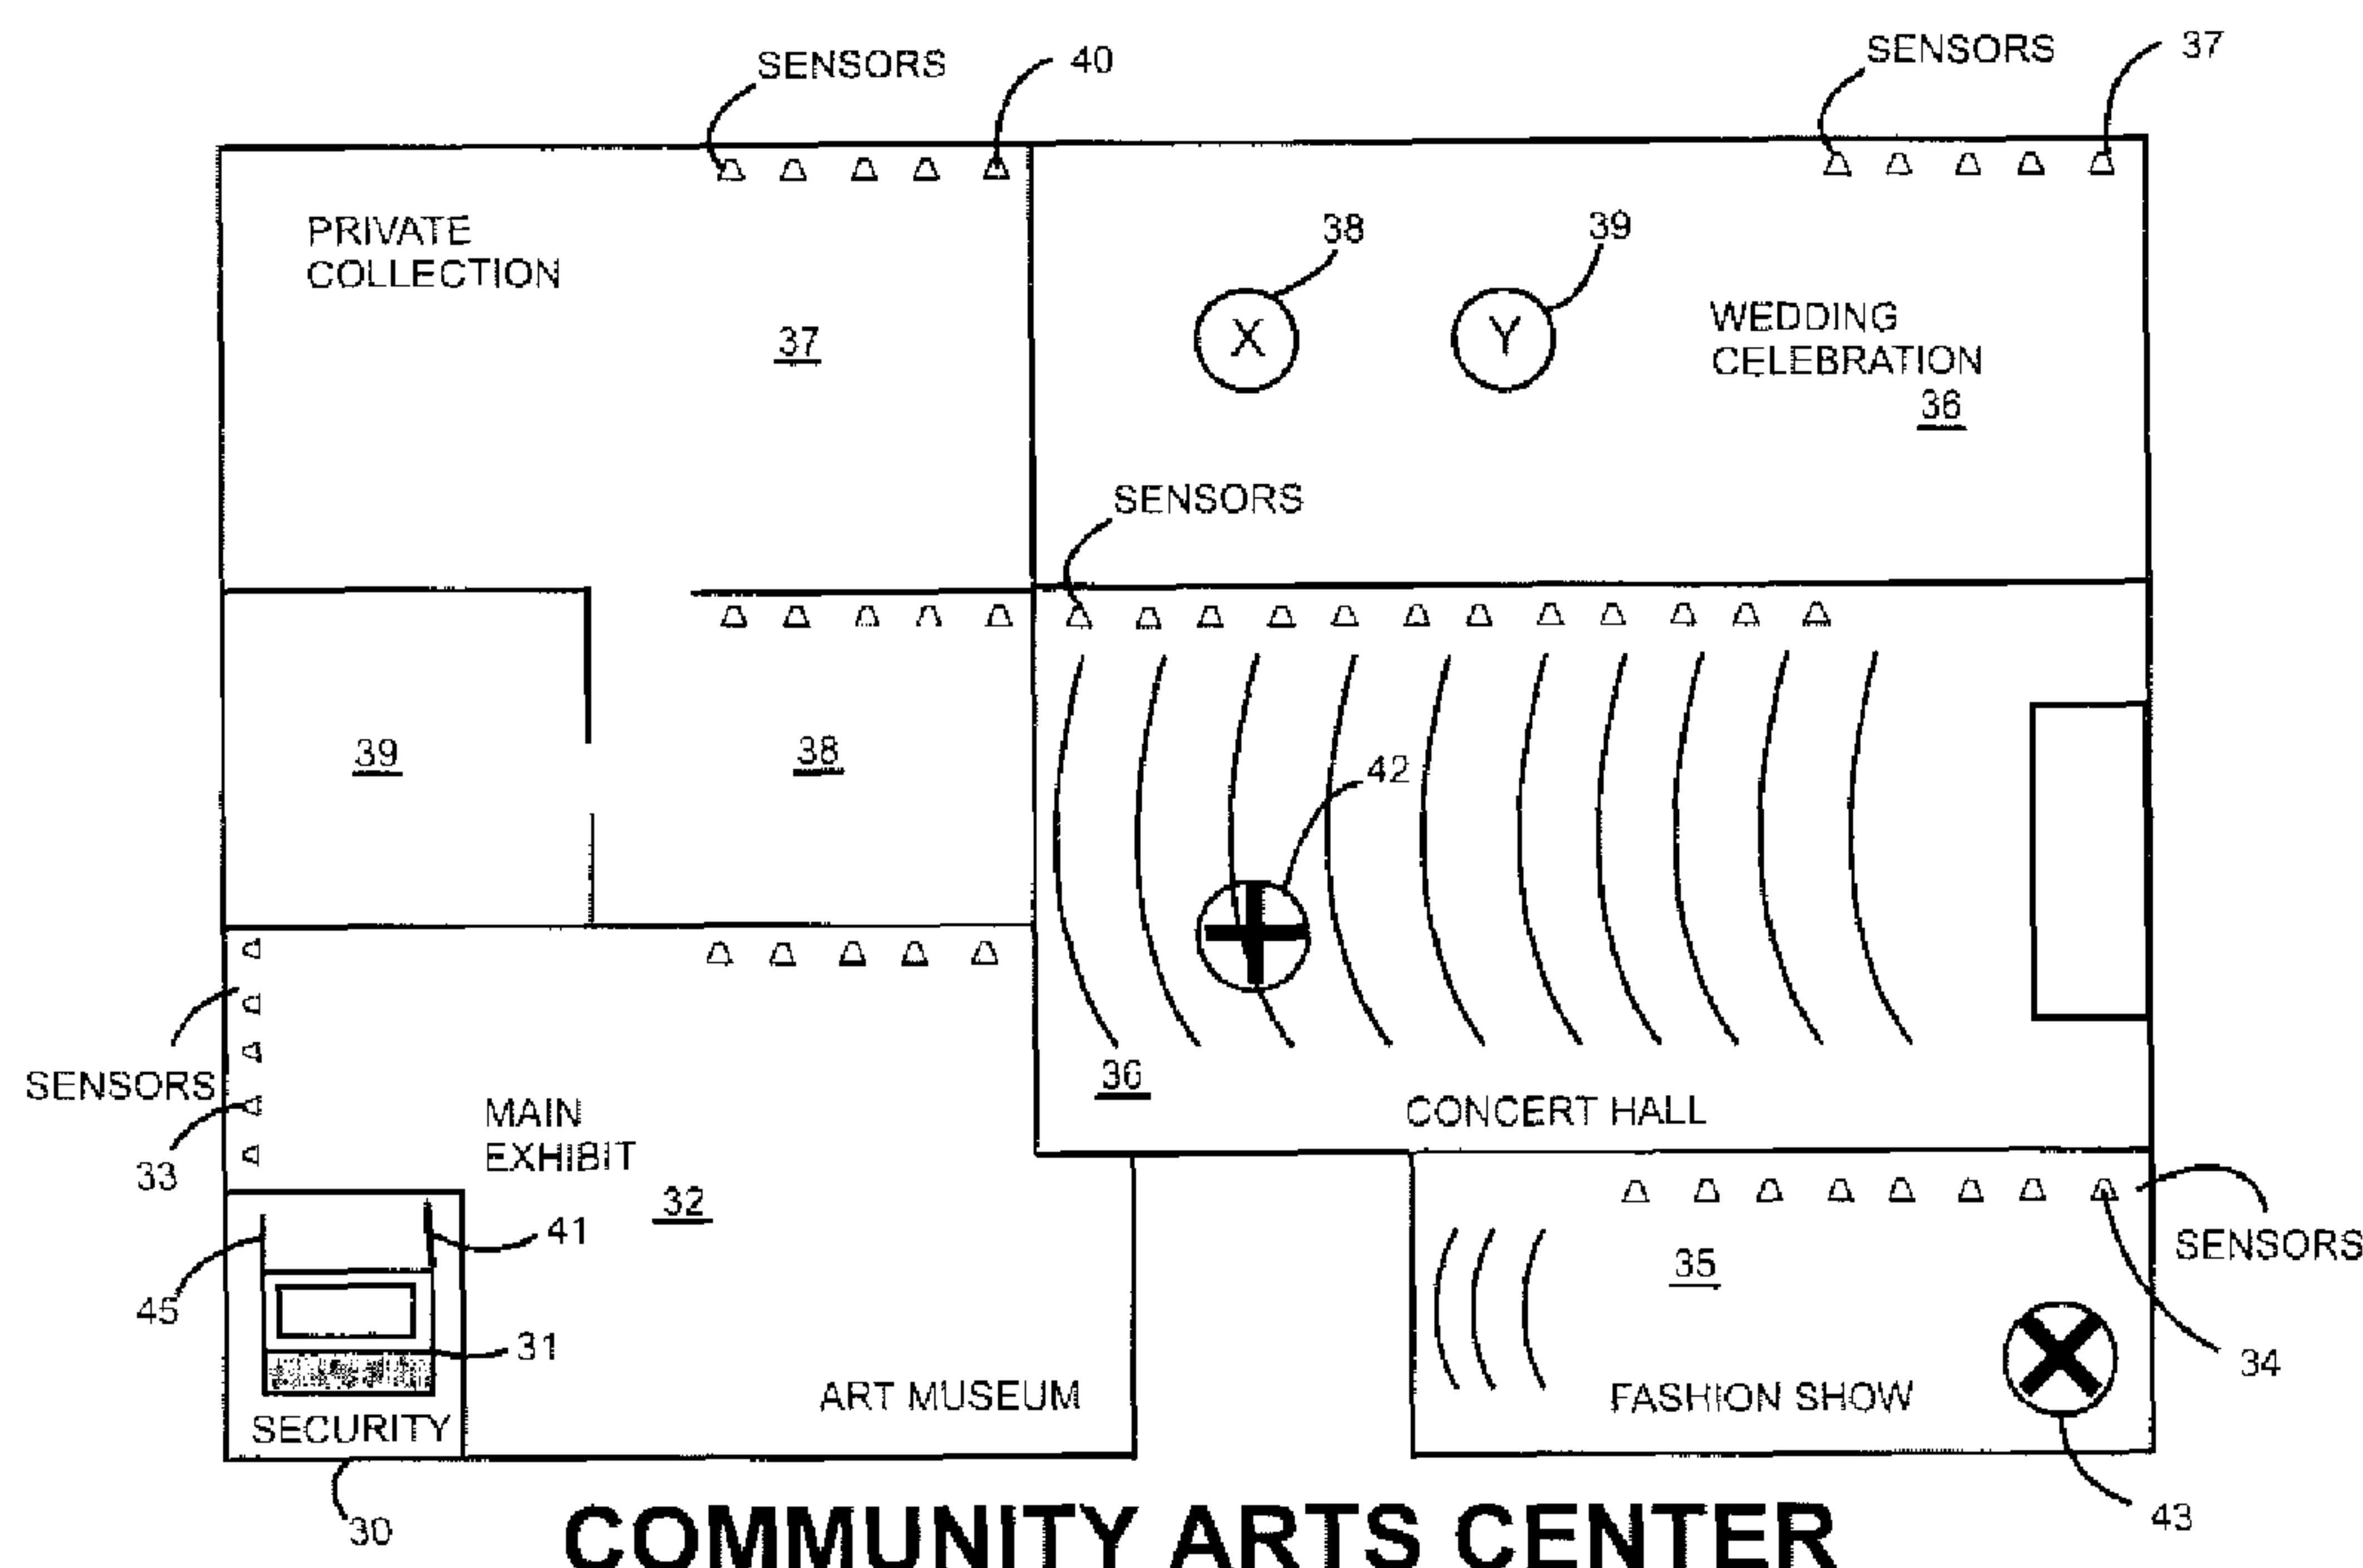 SENSORS
40
SENSORS
37
PRIVATE
COLLECTION
37
38
39
X
Y
WEDDING
CELEBRATION
36
SENSORS
39
38
42
SENSORS
33
MAIN
EXHIBIT
32
36
CONCERT HALL
45
41
31
SECURITY
30
ART MUSEUM
35
SENSORS
34
FASHION SHOW
43
COMMUNITY ARTS CENTER